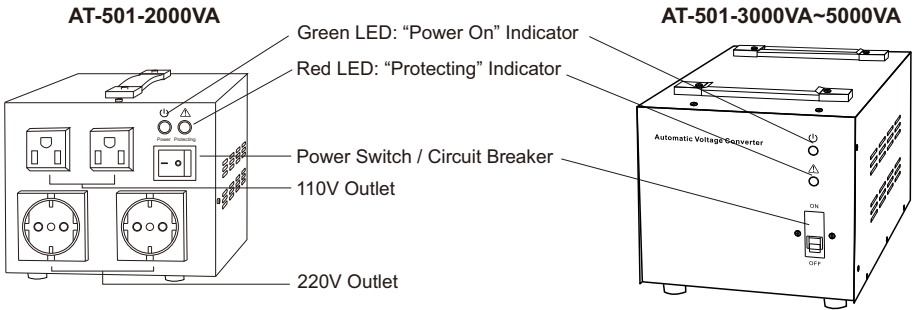 AT-501-2000VA
AT-501-3000VA~5000VA
Green LED: “Power On” Indicator
Red LED: “Protecting” Indicator
Power Protecting
Power Switch / Circuit Breaker
110V Outlet
220V Outlet
Automatic Voltage Converter
ON
OFF